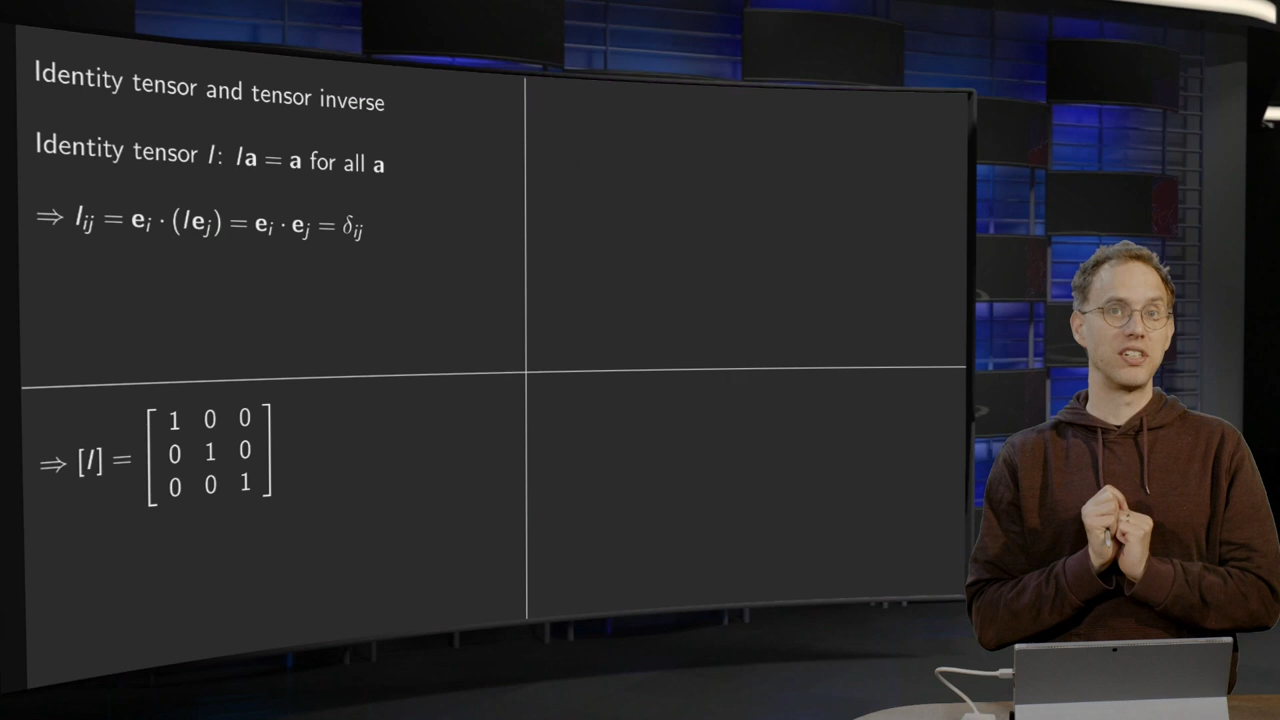 Identity tensor and tensor inverse
Identity tensor I: Ia = a for all a
⇒ I_ij = e_i · (Ie_j) = e_i · e_j = δ_ij
⇒ [I] = [ 1 0 0
0 1 0
0 0 1 ]